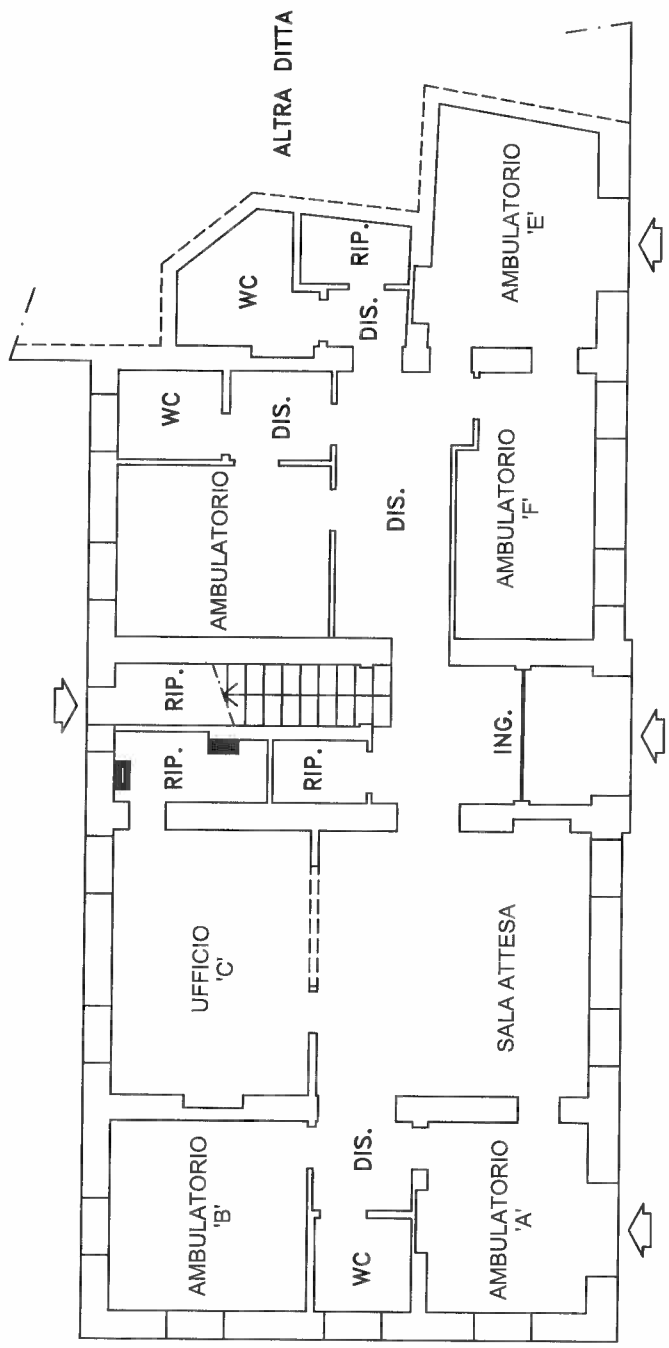 AMBULATORIO
'B'
UFFICIO
'C'
RIP.
RIP.
AMBULATORIO
WC
WC
ALTRA DITTA
RIP.
DIS.
WC
DIS.
DIS.
RIP.
DIS.
AMBULATORIO
'A'
SALA ATTESA
ING.
AMBULATORIO
'F'
AMBULATORIO
'E'